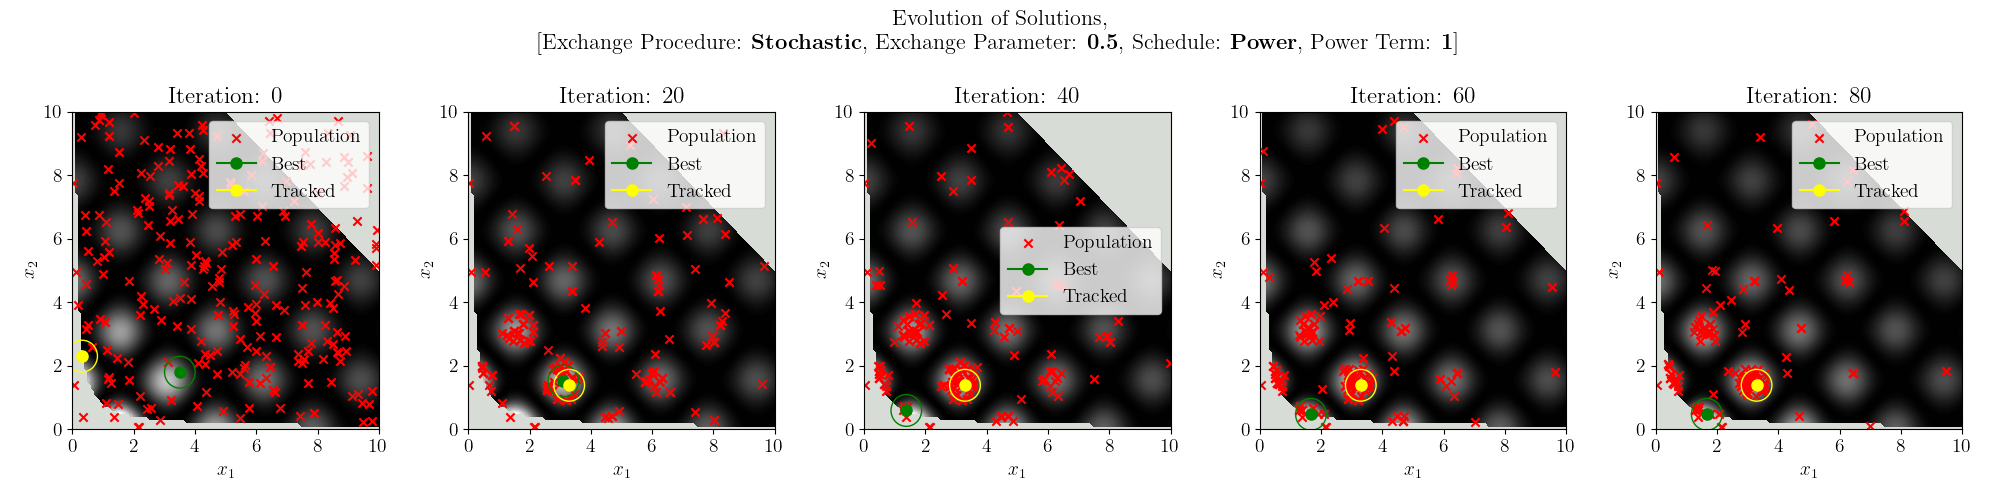 Evolution of Solutions,
[Exchange Procedure: Stochastic, Exchange Parameter: 0.5, Schedule: Power, Power Term: 1]
Iteration: 0
10
8
6
4
2
0
x2
0 2 4 6 8 10
x1
Population
Best
Tracked
Iteration: 20
10
8
6
4
2
0
x2
0 2 4 6 8 10
x1
Population
Best
Tracked
Iteration: 40
10
8
6
4
2
0
x2
0 2 4 6 8 10
x1
Population
Best
Tracked
Iteration: 60
10
8
6
4
2
0
x2
0 2 4 6 8 10
x1
Population
Best
Tracked
Iteration: 80
10
8
6
4
2
0
x2
0 2 4 6 8 10
x1
Population
Best
Tracked